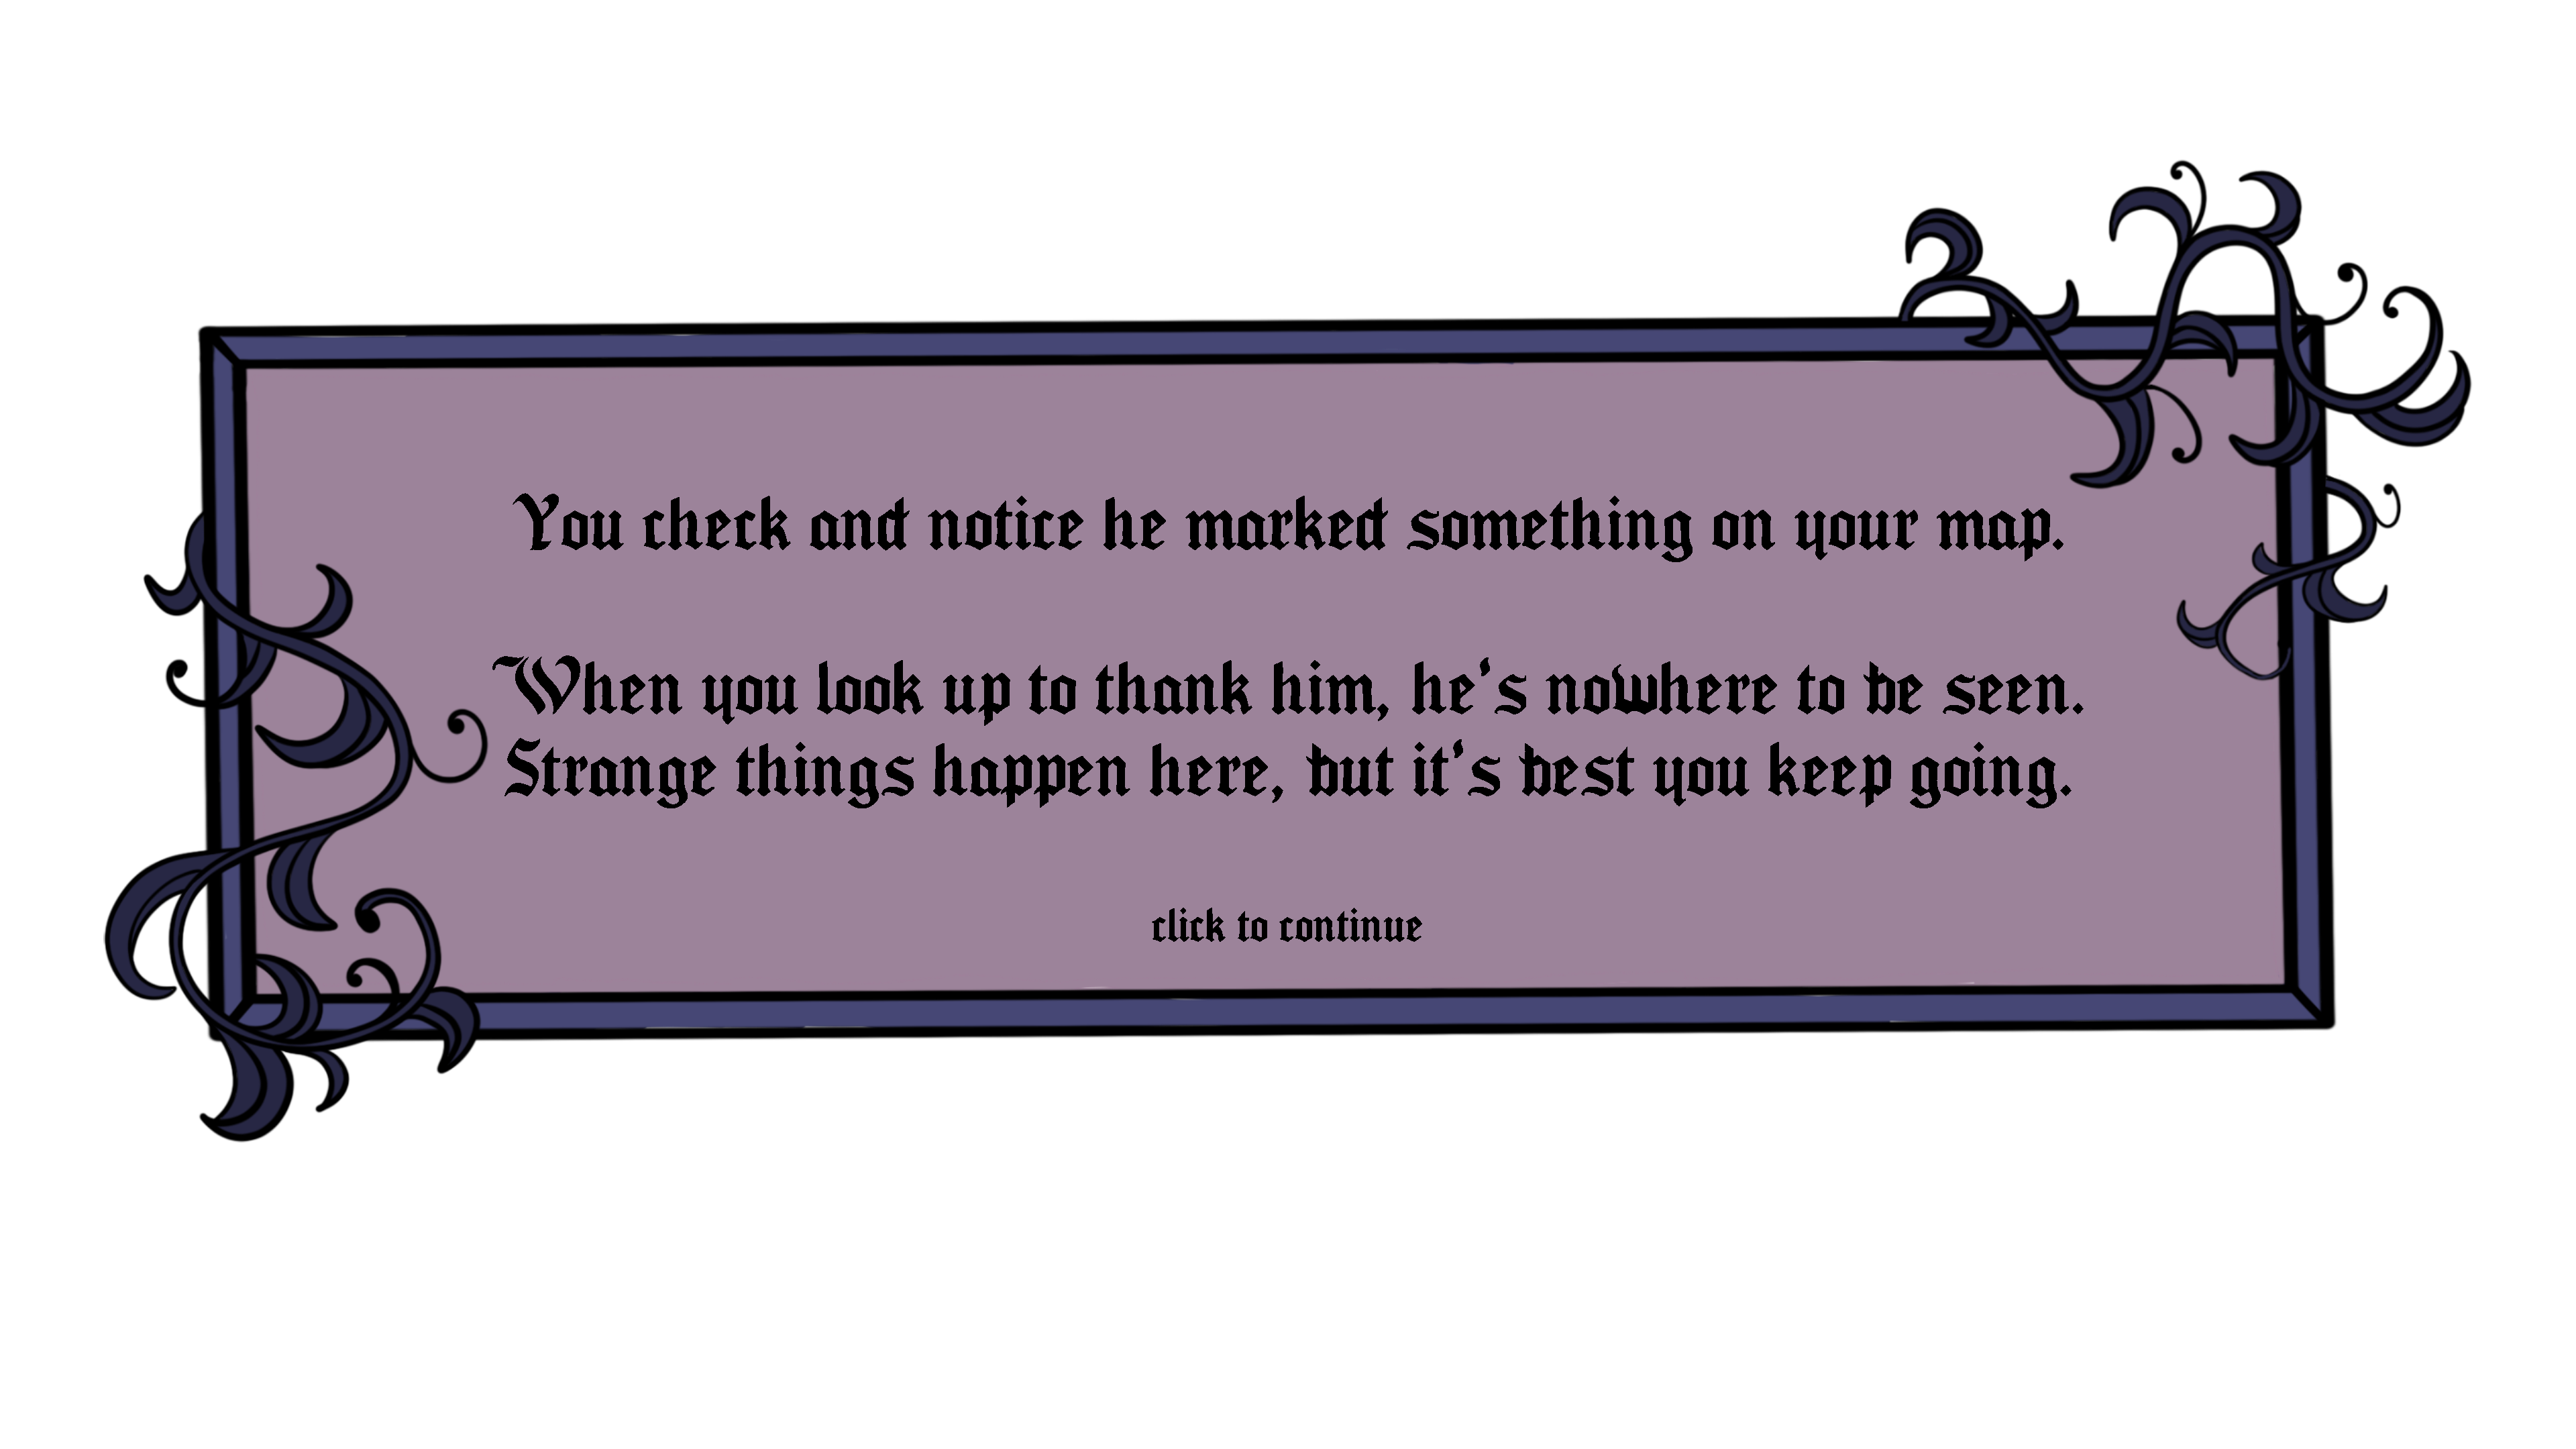 You check and notice he marked something on your map.
When you look up to thank him, he's nowhere to be seen.
Strange things happen here, but it's best you keep going.
click to continue